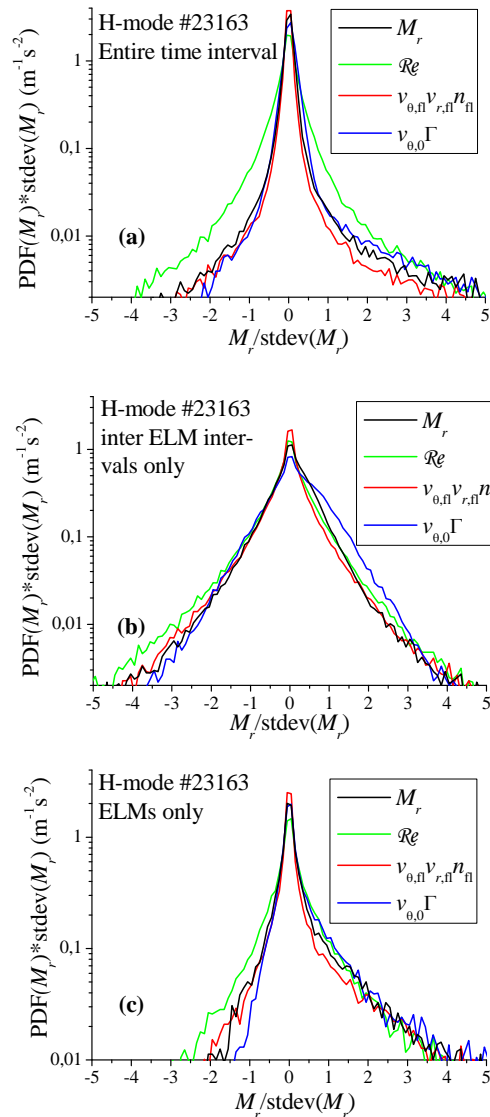 H-mode #23163
Entire time interval
M_r
Re
v_θ,fl v_r,fl n_fl
v_θ,0 Γ
PDF(M_r)*stdev(M_r) (m⁻¹s⁻²)
1
0,1
0,01
(a)
-5 -4 -3 -2 -1 0 1 2 3 4 5
M_r/stdev(M_r)
H-mode #23163
inter ELM inter-
vals only
M_r
Re
v_θ,fl v_r,fl n
v_θ,0 Γ
PDF(M_r)*stdev(M_r) (m⁻¹s⁻²)
1
0,1
0,01
(b)
-5 -4 -3 -2 -1 0 1 2 3 4 5
M_r/stdev(M_r)
H-mode #23163
ELMs only
M_r
Re
v_θ,fl v_r,fl n_fl
v_θ,0 Γ
PDF(M_r)*stdev(M_r) (m⁻¹s⁻²)
1
0,1
0,01
(c)
-5 -4 -3 -2 -1 0 1 2 3 4 5
M_r/stdev(M_r)